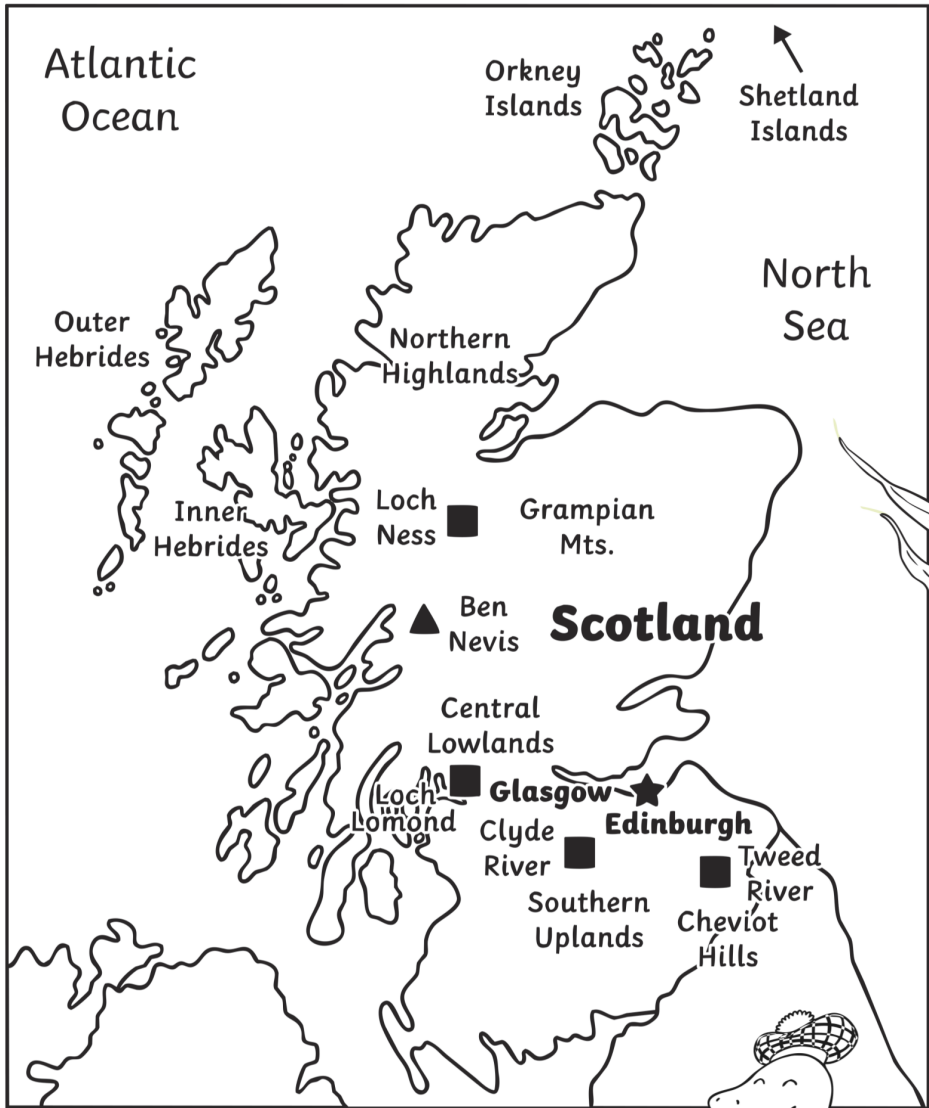 Atlantic
Ocean
Orkney
Islands
Shetland
Islands
North
Sea
Outer
Hebrides
Northern
Highlands
Inner
Hebrides
Loch
Ness
Grampian
Mts.
Ben
Nevis
Scotland
Central
Lowlands
Loch
Lomond
Glasgow
Edinburgh
Clyde
River
Tweed
River
Southern
Uplands
Cheviot
Hills